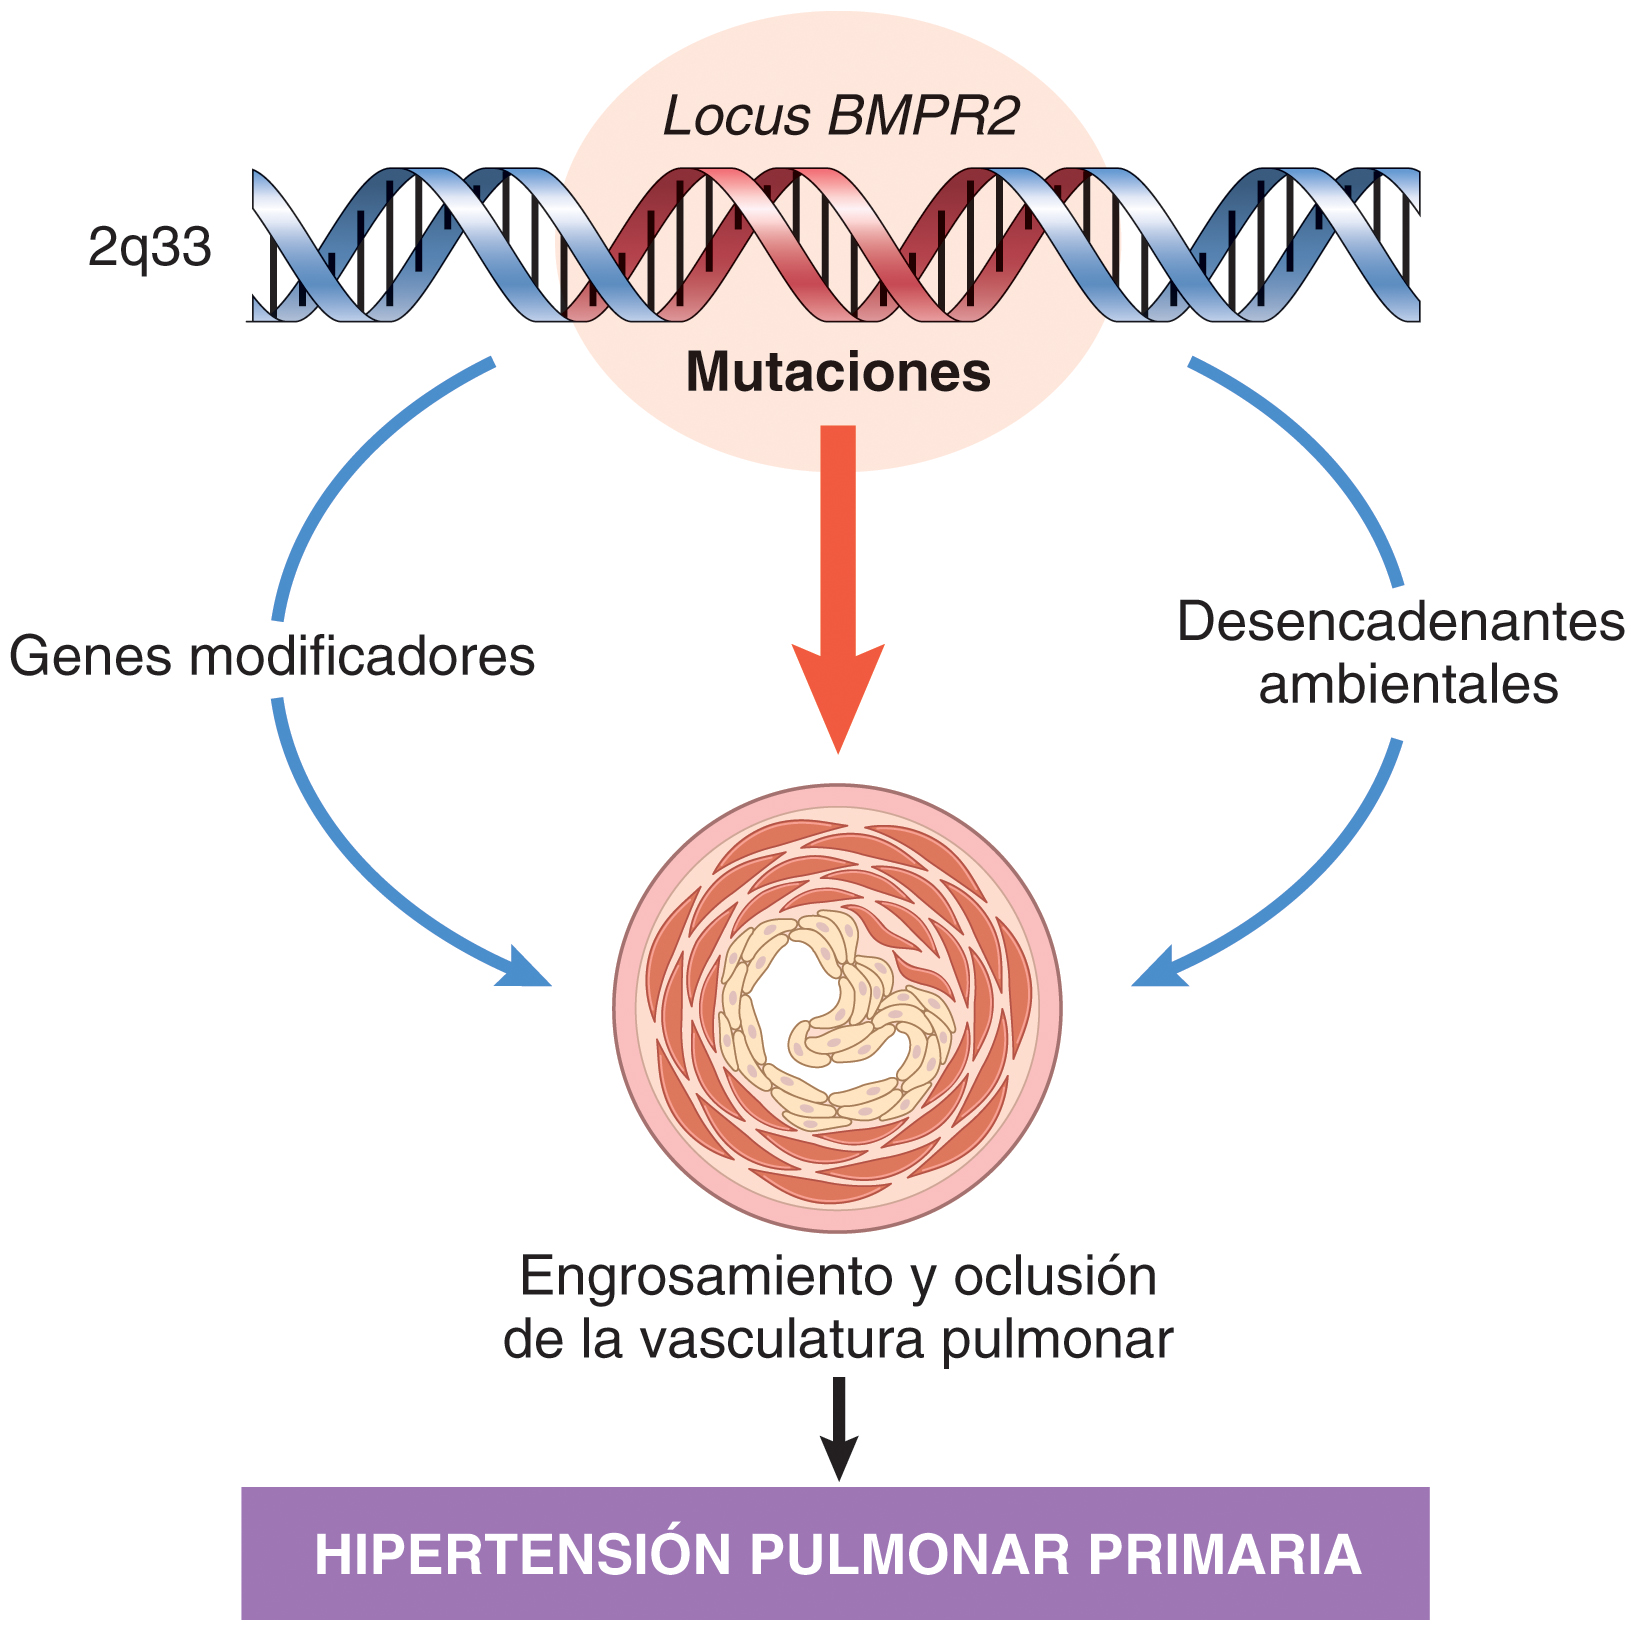 Locus BMPR2
2q33
Mutaciones
Genes modificadores
Desencadenantes
ambientales
Engrosamiento y oclusión
de la vasculatura pulmonar
HIPERTENSIÓN PULMONAR PRIMARIA